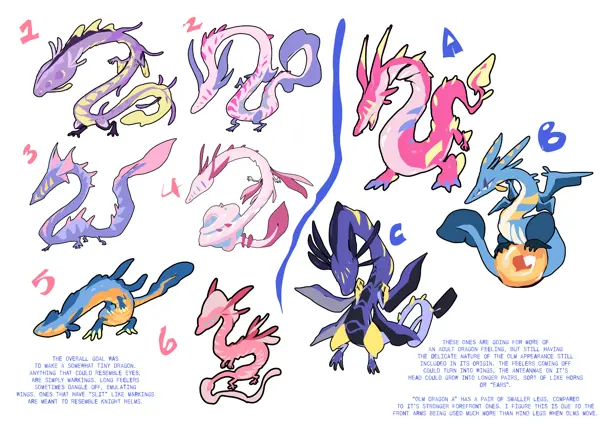 1
2
A
3
4
B
C
5
6
THE OVERALL GOAL WAS
TO MAKE A SOMEWHAT TINY DRAGON.
ANYTHING THAT COULD RESEMBLE EYES,
ARE SIMPLY MARKINGS. LONG FEELERS
SOMETIMES DANGLE OFF, EMULATING
WINGS. ONES THAT HAVE "SLIT" LIKE MARKINGS
ARE MEANT TO RESEMBLE KNIGHT HELMS.
THESE ONES ARE GOING FOR MORE OF
AN ADULT DRAGON FEELING, BUT STILL HAVING
THE DELICATE NATURE OF THE OLM APPEARANCE STILL
INCLUDED IN ITS ORIGIN. THE FEELERS COMING OFF
COULD TURN INTO WINGS. THE ANTEANNAE ON IT'S
HEAD COULD GROW INTO LONGER PAIRS, SORT OF LIKE HORNS
OR "EARS".
"OLM DRAGON A" HAS A PAIR OF SMALLER LEGS, COMPARED
TO IT'S STRONGER FOREFRONT ONES. I FIGURE THIS IS DUE TO THE
FRONT ARMS BEING USED MUCH MORE THAN HIND LEGS WHEN OLMS MOVE.